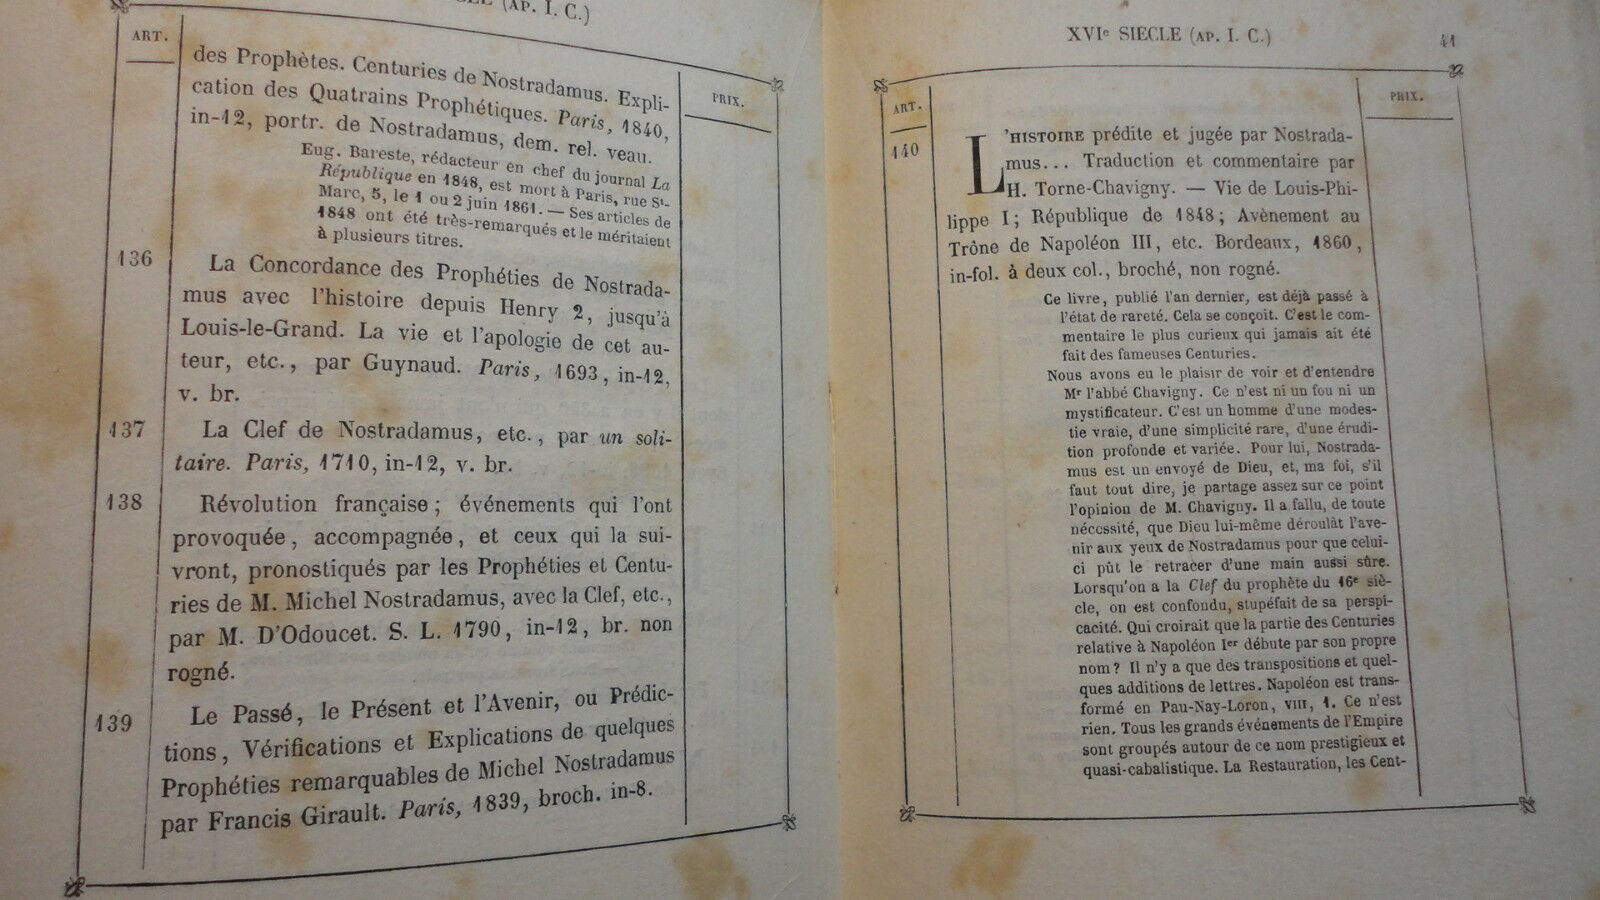 (AP. I. C.)
ART.
PRIX.
des Prophètes. Centuries de Nostradamus. Expli-
cation des Quatrains Prophétiques. Paris, 1840,
in-12, portr. de Nostradamus, dem. rel. veau.
Eug. Bareste, rédacteur en chef du journal La
République en 1848, est mort à Paris, rue St-
Marc, 5, le 1 ou 2 juin 1861. — Ses articles de
1848 ont été très-remarqués et le méritaient
à plusieurs titres.
136
La Concordance des Prophéties de Nostrada-
mus avec l'histoire depuis Henry 2, jusqu'à
Louis-le-Grand. La vie et l'apologie de cet au-
teur, etc., par Guynaud. Paris, 1693, in-12,
v. br.
137
La Clef de Nostradamus, etc., par un soli-
taire. Paris, 1710, in-12, v. br.
138
Révolution française; événements qui l'ont
provoquée, accompagnée, et ceux qui la sui-
vront, pronostiqués par les Prophéties et Centu-
ries de M. Michel Nostradamus, avec la Clef, etc.,
par M. D'Odoucet. S. L. 1790, in-12, br. non
rogné.
139
Le Passé, le Présent et l'Avenir, ou Prédic-
tions, Vérifications et Explications de quelques
Prophéties remarquables de Michel Nostradamus
par Francis Girault. Paris, 1839, broch. in-8.
XVIe SIECLE (AP. I. C.)
41
ART.
PRIX.
140
L'HISTOIRE prédite et jugée par Nostrada-
mus... Traduction et commentaire par
H. Torne-Chavigny. — Vie de Louis-Phi-
lippe I; République de 1848; Avènement au
Trône de Napoléon III, etc. Bordeaux, 1860,
in-fol. à deux col., broché, non rogné.
Ce livre, publié l'an dernier, est déjà passé à
l'état de rareté. Cela se conçoit. C'est le com-
mentaire le plus curieux qui jamais ait été
fait des fameuses Centuries.
Nous avons eu le plaisir de voir et d'entendre
Mr l'abbé Chavigny. Ce n'est ni un fou ni un
mystificateur. C'est un homme d'une modes-
tie vraie, d'une simplicité rare, d'une érudi-
tion profonde et variée. Pour lui, Nostrada-
mus est un envoyé de Dieu, et, ma foi, s'il
faut tout dire, je partage assez sur ce point
l'opinion de M. Chavigny. Il a fallu, de toute
nécessité, que Dieu lui-même déroulât l'ave-
nir aux yeux de Nostradamus pour que celui-
ci pût le retracer d'une main aussi sûre.
Lorsqu'on a la Clef du prophète du 16e siè-
cle, on est confondu, stupéfait de sa perspi-
cacité. Qui croirait que la partie des Centuries
relative à Napoléon Ier débute par son propre
nom? Il n'y a que des transpositions et quel-
ques additions de lettres. Napoléon est trans-
formé en Pau-Nay-Loron, VIII, 1. Ce n'est
rien. Tous les grands événements de l'Empire
sont groupés autour de ce nom prestigieux et
quasi-cabalistique. La Restauration, les Cent-